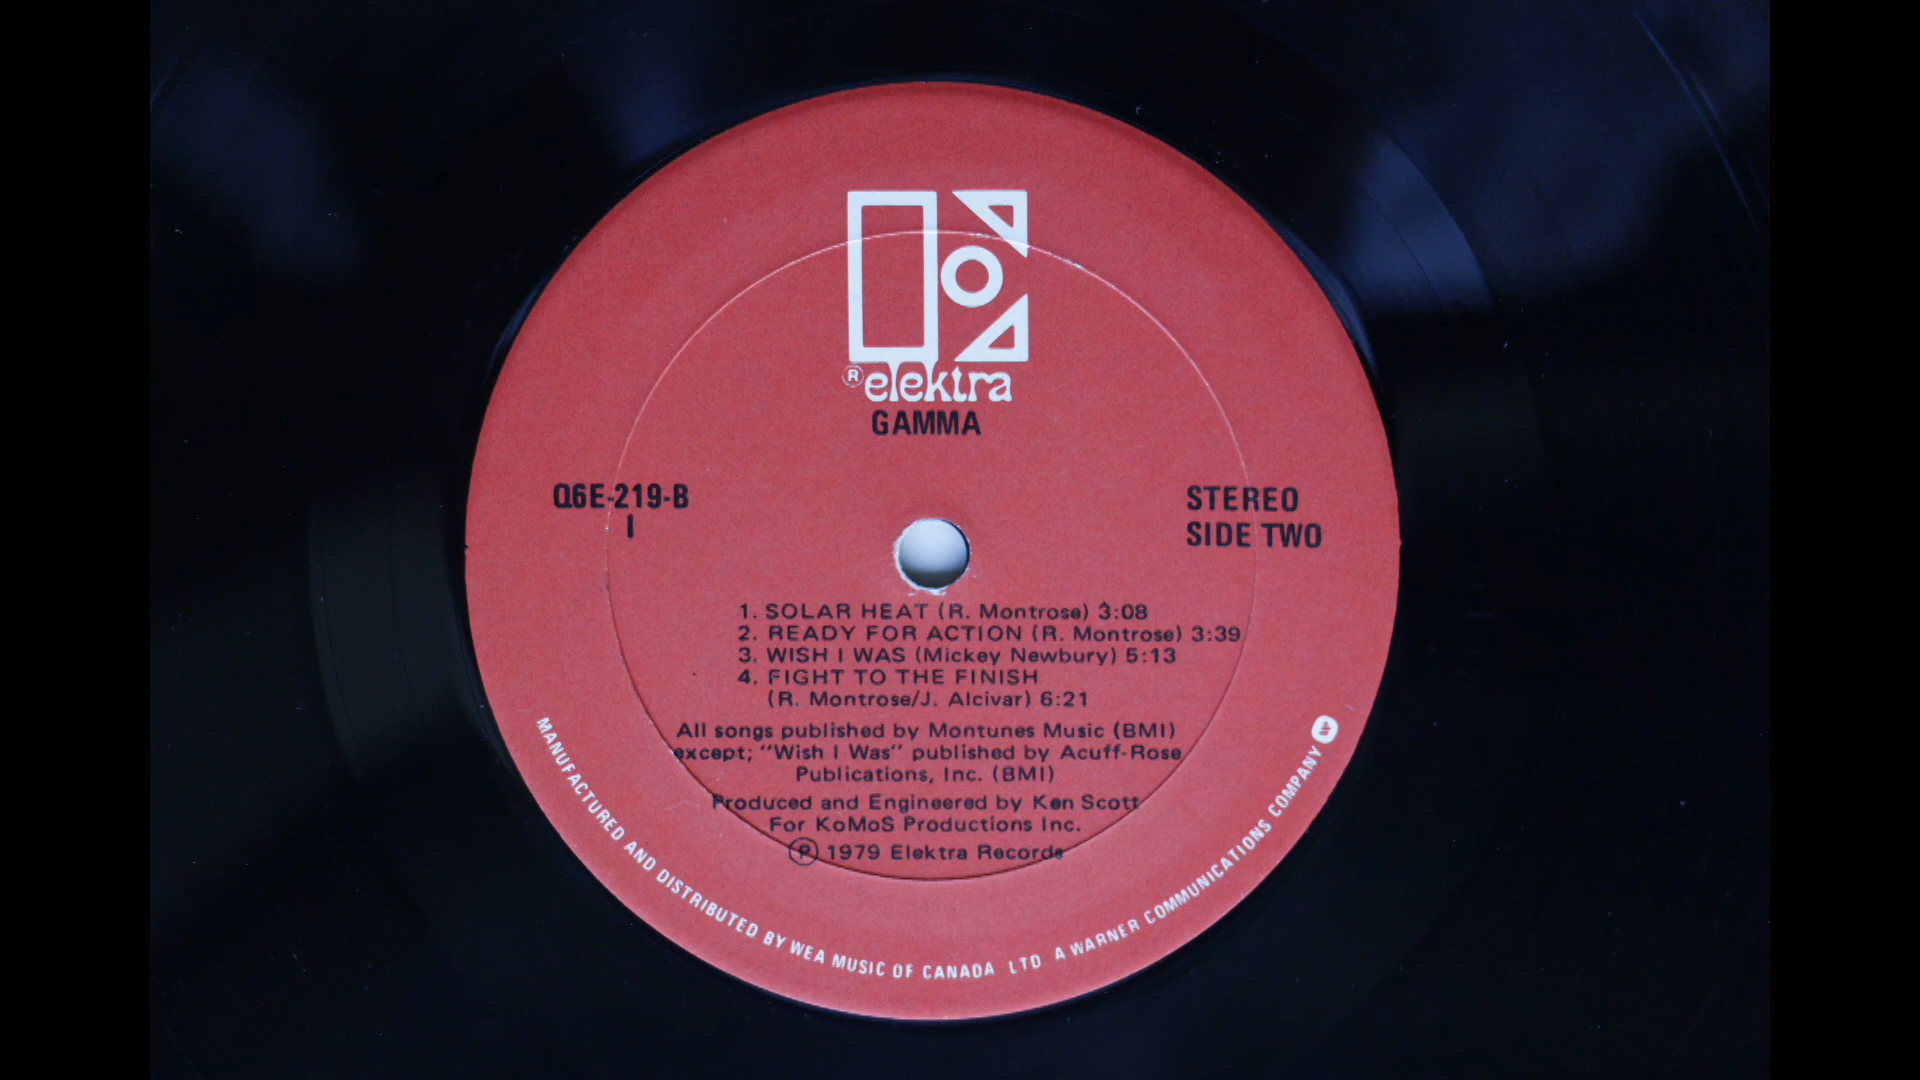 ® elektra
GAMMA
Q6E-219-B
I
STEREO
SIDE TWO
1. SOLAR HEAT (R. Montrose) 3:08
2. READY FOR ACTION (R. Montrose) 3:39
3. WISH I WAS (Mickey Newbury) 5:13
4. FIGHT TO THE FINISH
(R. Montrose/J. Alcivar) 6:21
All songs published by Montunes Music (BMI)
except; "Wish I Was" published by Acuff-Rose
Publications, Inc. (BMI)
Produced and Engineered by Ken Scott
For KoMoS Productions Inc.
Ⓟ 1979 Elektra Records
MANUFACTURED AND DISTRIBUTED BY WEA MUSIC OF CANADA LTD A WARNER COMMUNICATIONS COMPANY